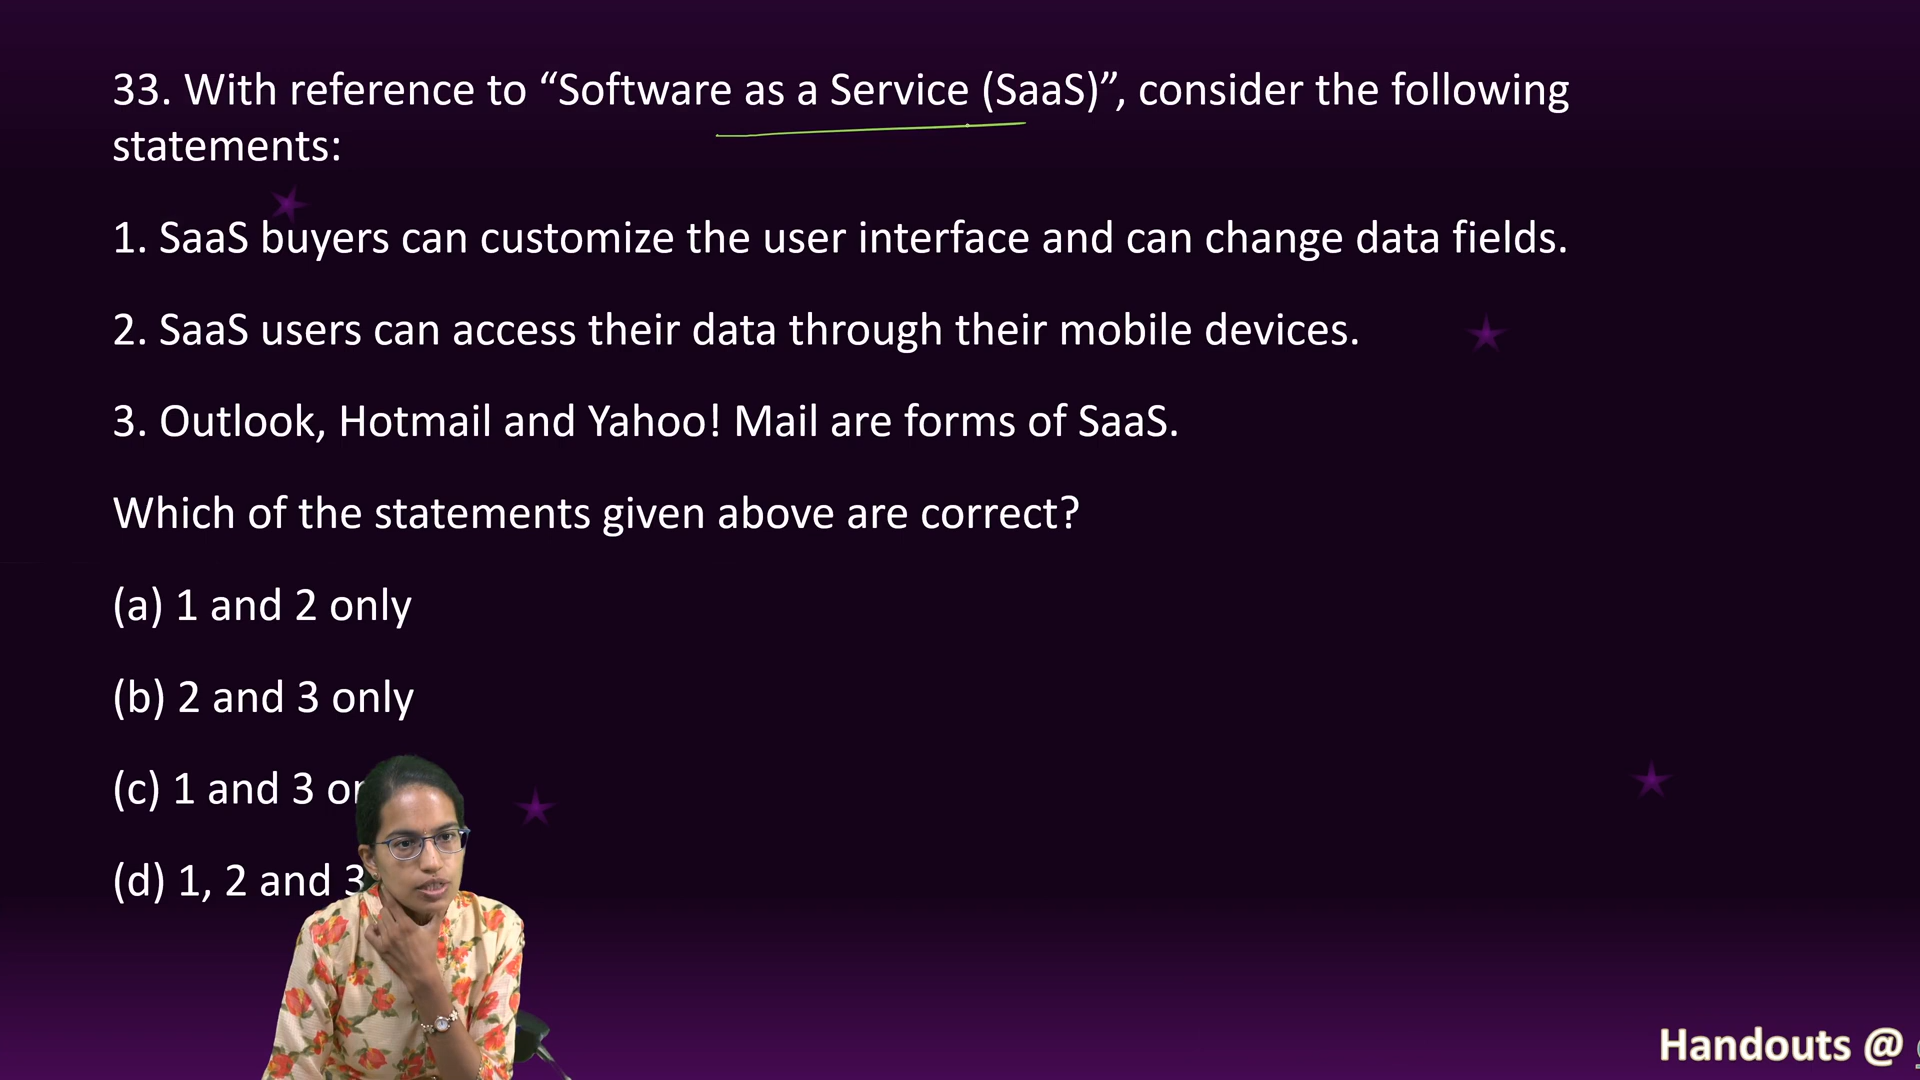 33. With reference to “Software as a Service (SaaS)”, consider the following
statements:
1. SaaS buyers can customize the user interface and can change data fields.
2. SaaS users can access their data through their mobile devices.
3. Outlook, Hotmail and Yahoo! Mail are forms of SaaS.
Which of the statements given above are correct?
(a) 1 and 2 only
(b) 2 and 3 only
(c) 1 and 3
(d) 1, 2 and 3
Handouts @